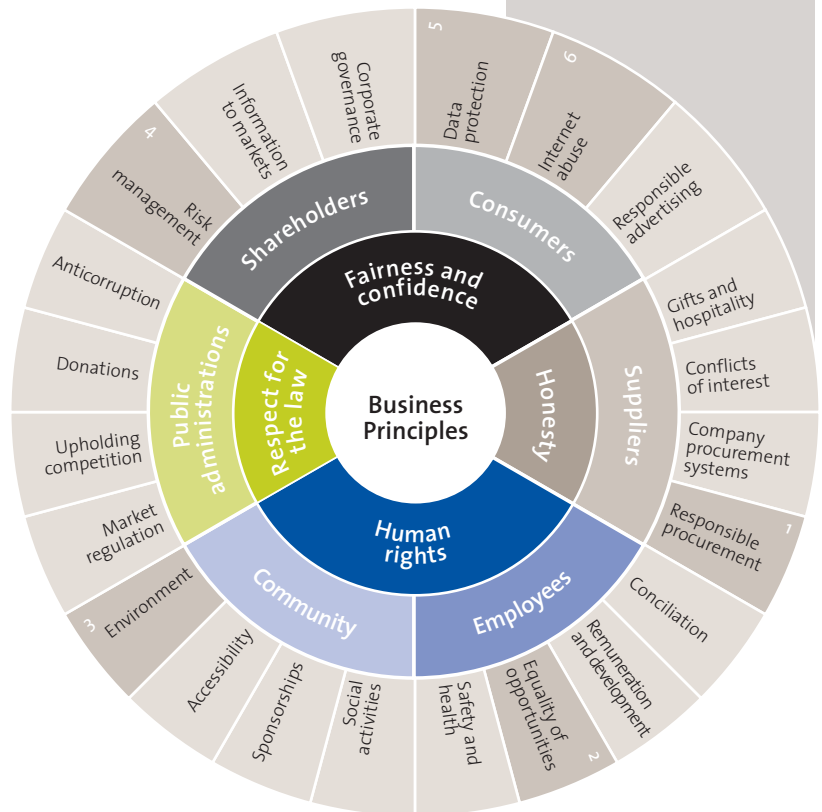 Business
Principles
Fairness and
confidence
Honesty
Human
rights
Respect for
the law
Shareholders
Consumers
Suppliers
Employees
Community
Public
administrations
5
Data
protection
6
Internet
abuse
Responsible
advertising
Gifts and
hospitality
Conflicts
of interest
Company
procurement
systems
1
Responsible
procurement
Conciliation
Remuneration
and development
2
Equality of
opportunities
Safety and
health
Social
activities
Sponsorships
Accessibility
3
Environment
Market
regulation
Upholding
competition
Donations
Anticorruption
4
Risk
management
Information
to markets
Corporate
governance